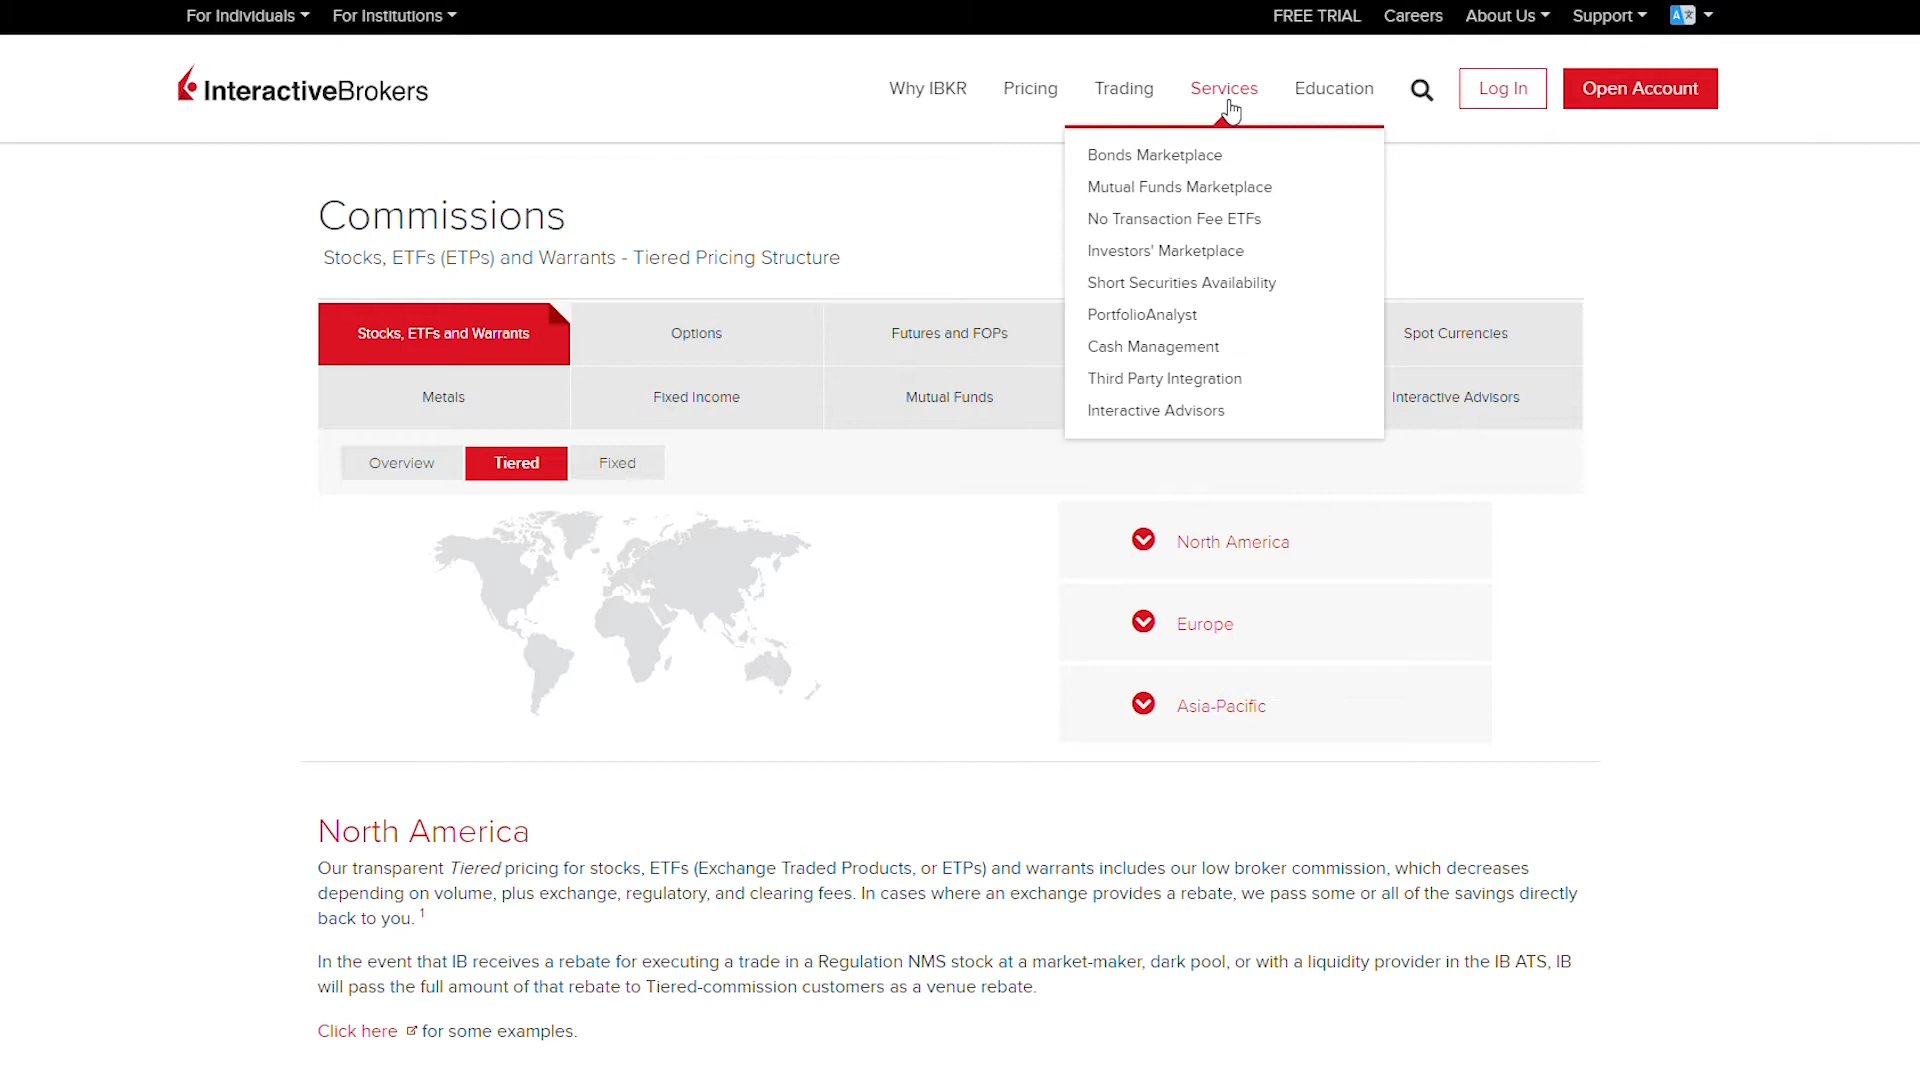 For Individuals For Institutions FREE TRIAL Careers About Us Support A
InteractiveBrokers Why IBKR Pricing Trading Services Education Log In Open Account
Bonds Marketplace
Mutual Funds Marketplace
No Transaction Fee ETFs
Investors' Marketplace
Short Securities Availability
PortfolioAnalyst
Cash Management
Third Party Integration
Interactive Advisors
Commissions
Stocks, ETFs (ETPs) and Warrants - Tiered Pricing Structure
Stocks, ETFs and Warrants Options Futures and FOPs Spot Currencies
Metals Fixed Income Mutual Funds Interactive Advisors
Overview Tiered Fixed
North America
Europe
Asia-Pacific
North America
Our transparent Tiered pricing for stocks, ETFs (Exchange Traded Products, or ETPs) and warrants includes our low broker commission, which decreases
depending on volume, plus exchange, regulatory, and clearing fees. In cases where an exchange provides a rebate, we pass some or all of the savings directly
back to you. 1
In the event that IB receives a rebate for executing a trade in a Regulation NMS stock at a market-maker, dark pool, or with a liquidity provider in the IB ATS, IB
will pass the full amount of that rebate to Tiered-commission customers as a venue rebate.
Click here for some examples.